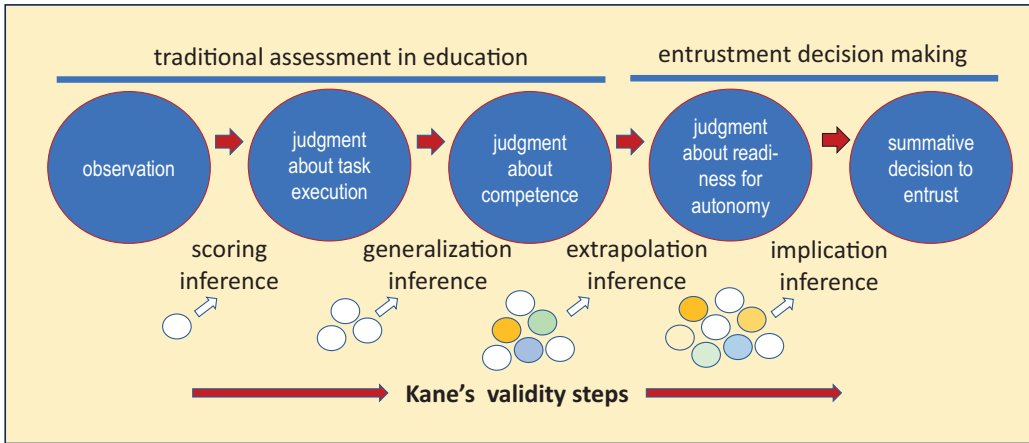 traditional assessment in education
entrustment decision making
observation
judgment
about task
execution
judgment
about
competence
judgment
about readi-
ness for
autonomy
summative
decision to
entrust
scoring
inference
generalization
inference
extrapolation
inference
implication
inference
Kane's validity steps